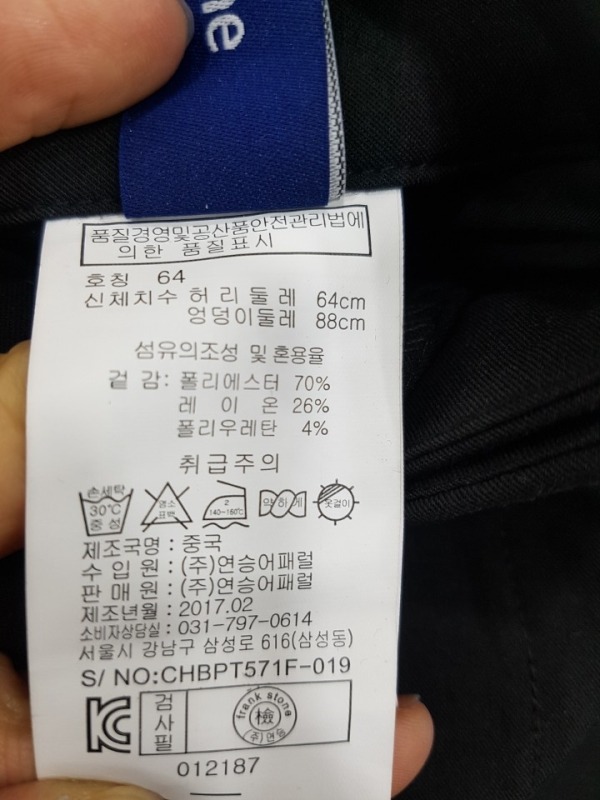 ne
품질경영및공산품안전관리법에
의한 품질표시
호칭 64
신체치수 허리둘레 64cm
엉덩이둘레 88cm
섬유의조성 및 혼용율
겉감: 폴리에스터 70%
레이온 26%
폴리우레탄 4%
취급주의
손세탁 30℃ 중성
염소 표백
2 140~160℃
약하게
옷걸이
제조국명 : 중국
수입원 : (주)연승어패럴
판매원 : (주)연승어패럴
제조년월 : 2017.02
소비자상담실 : 031-797-0614
서울시 강남구 삼성로 616(삼성동)
S/ NO:CHBPT571F-019
검사필
frank stone
檢
012187